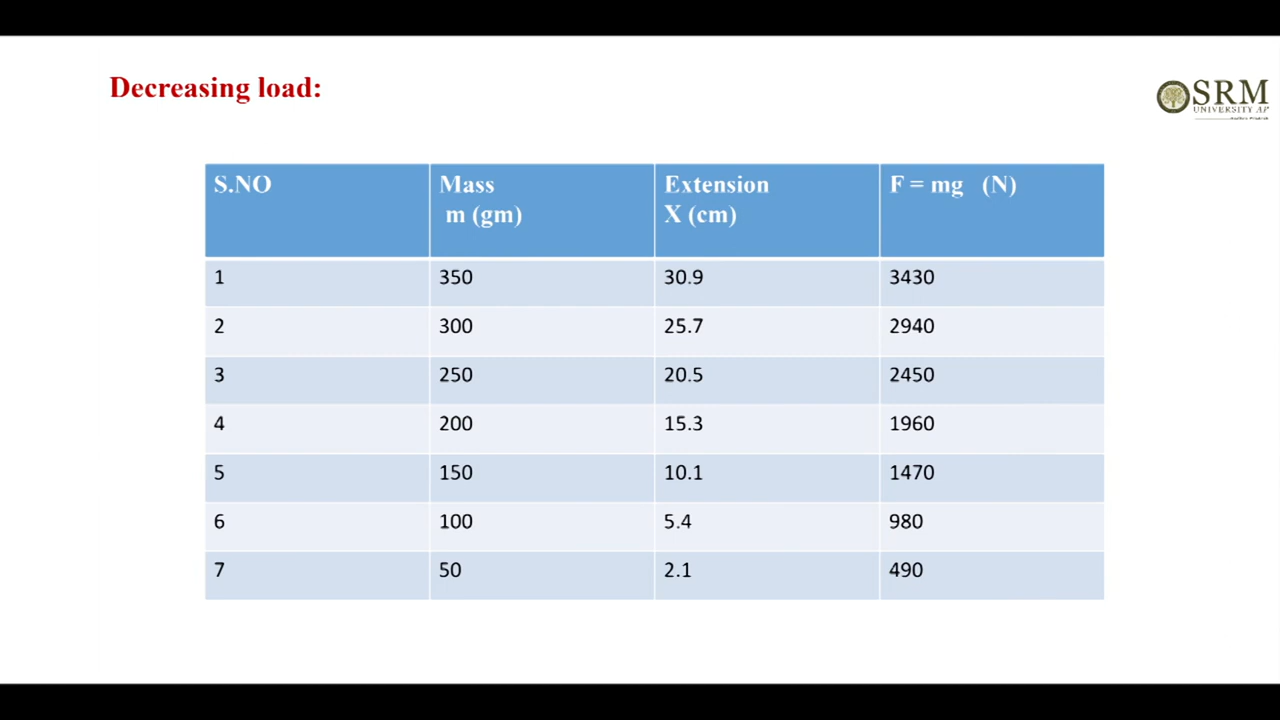 Decreasing load:
SRM
UNIVERSITY AP
S.NO Mass m (gm) Extension X (cm) F = mg (N)
1 350 30.9 3430
2 300 25.7 2940
3 250 20.5 2450
4 200 15.3 1960
5 150 10.1 1470
6 100 5.4 980
7 50 2.1 490